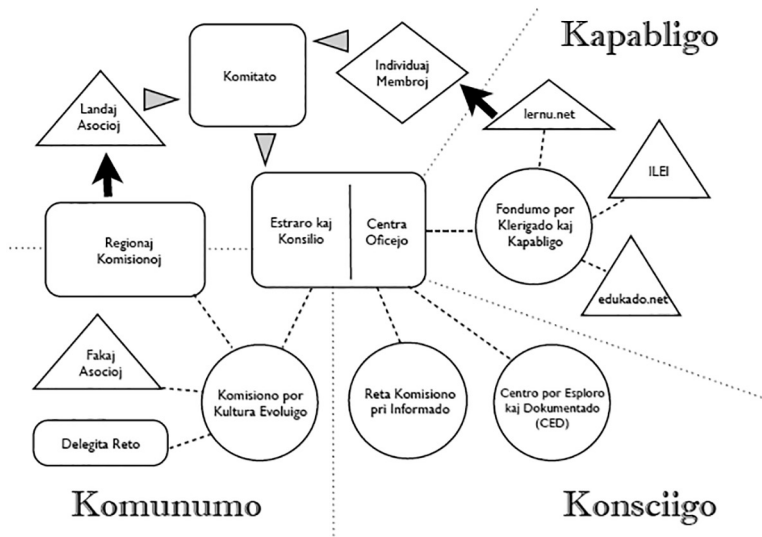 Kapabligo
Individuaj
Membroj
Komitato
Landaj
Asocioj
lernu.net
ILEI
Estraro kaj
Konsilio
Centra
Oficejo
Fondumo por
Klerigado kaj
Kapabligo
Regionaj
Komisionoj
edukado.net
Fakaj
Asocioj
Komisiono por
Kultura Evoluigo
Reta Komisiono
pri Informado
Centro por Esploro
kaj Dokumentado
(CED)
Delegita Reto
Komunumo
Konsciigo